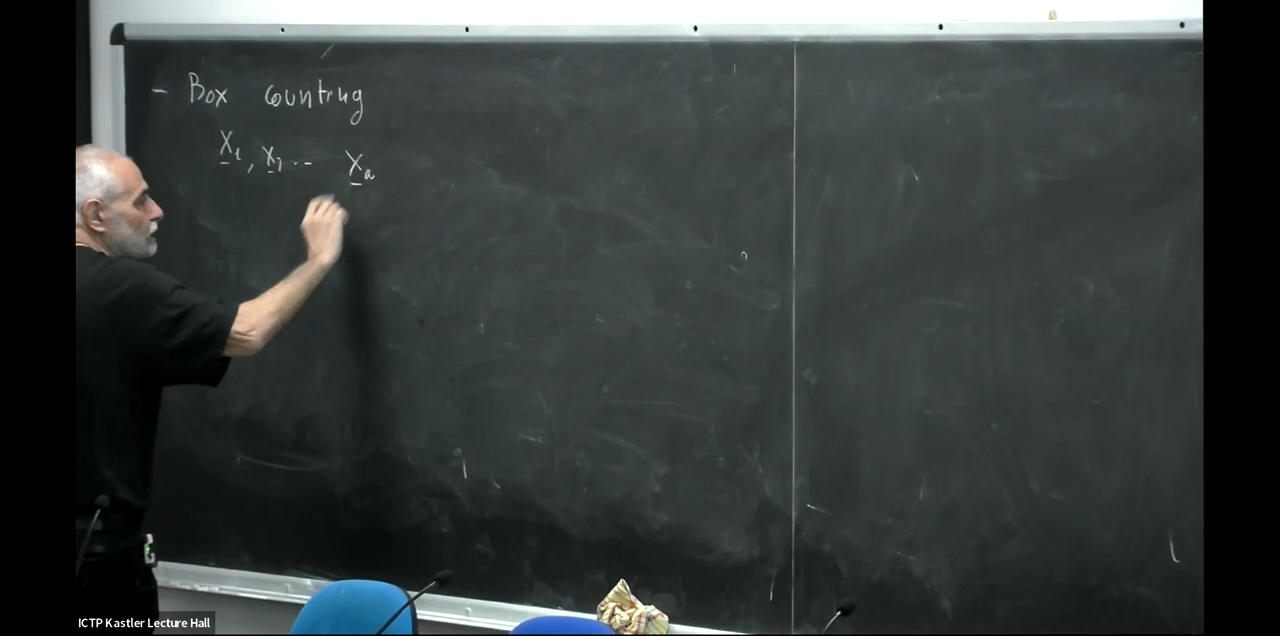 - Box counting
X1, X2 ... Xa
ICTP Kastler Lecture Hall